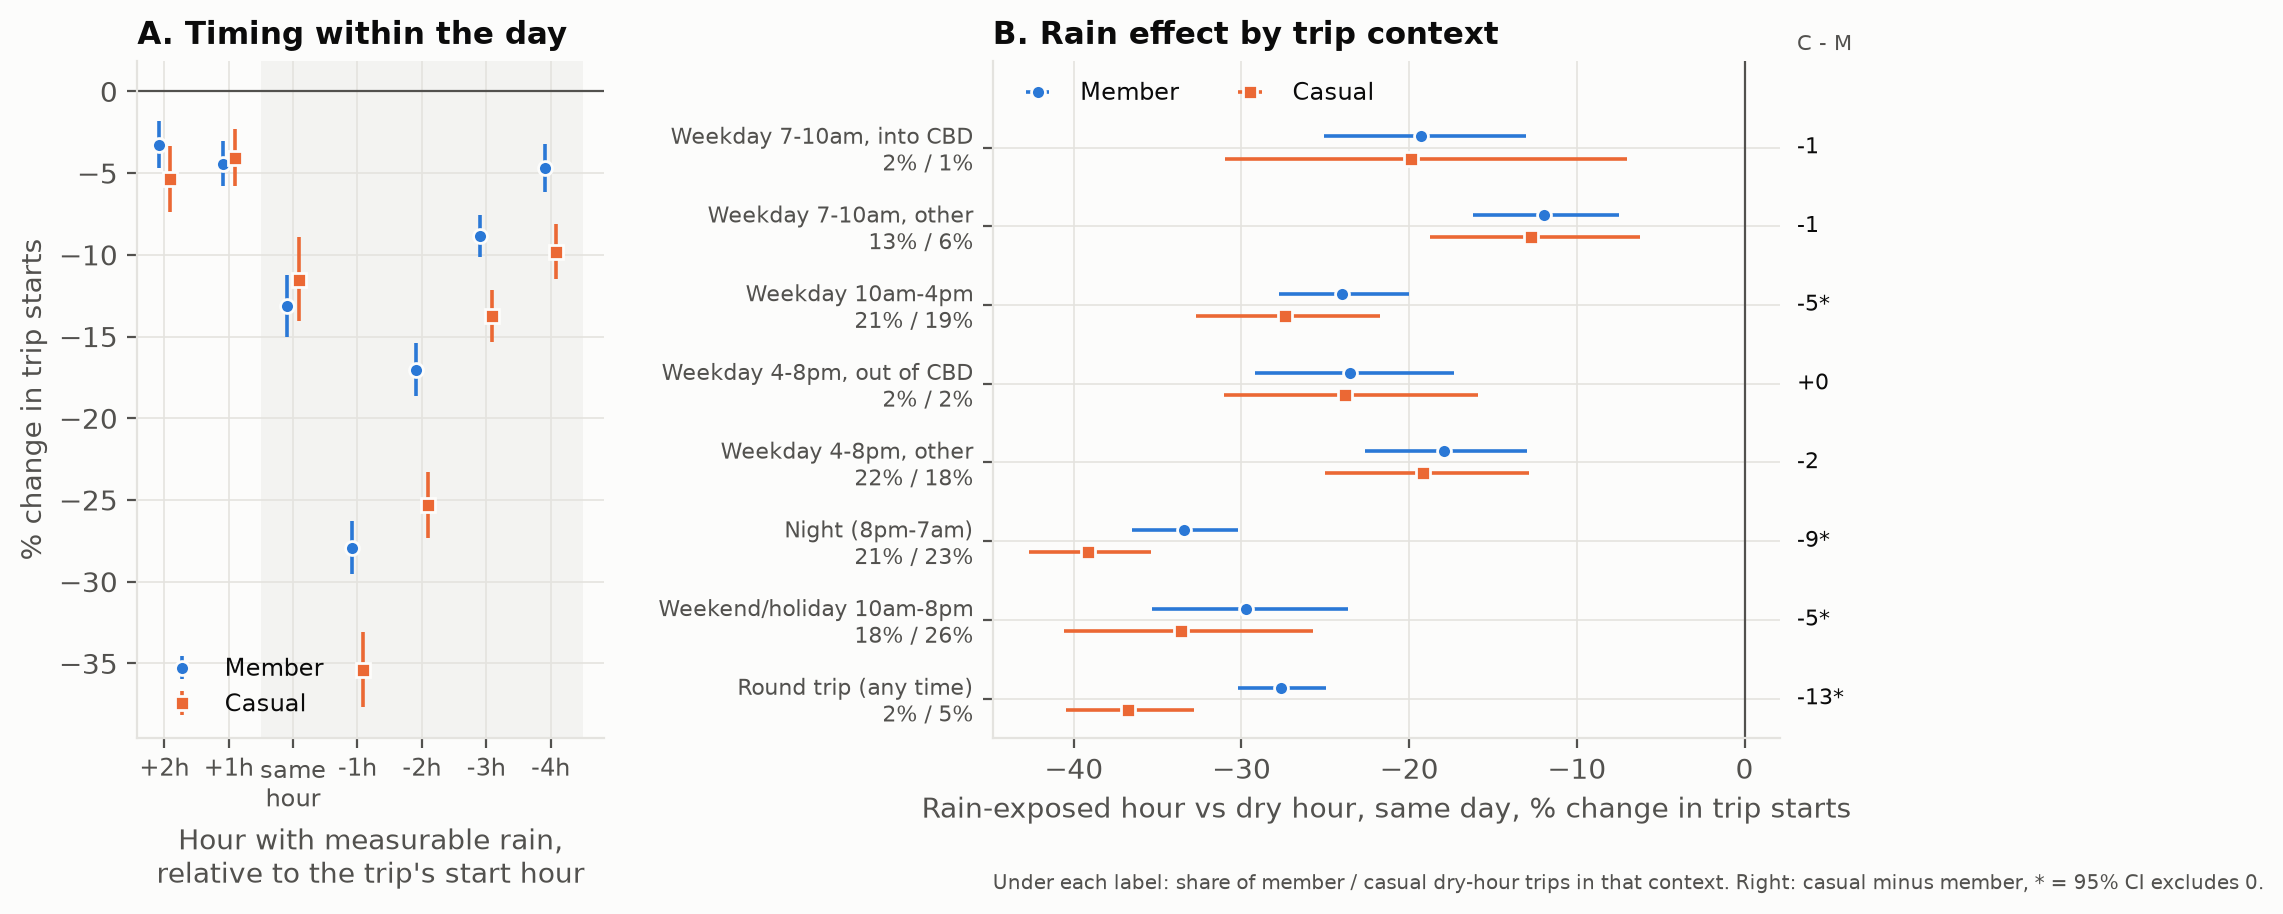 A. Timing within the day
% change in trip starts
0
−5
−10
−15
−20
−25
−30
−35
Member
Casual
+2h
+1h
same
hour
-1h
-2h
-3h
-4h
Hour with measurable rain,
relative to the trip's start hour
B. Rain effect by trip context
C - M
Member
Casual
Weekday 7-10am, into CBD
2% / 1%
-1
Weekday 7-10am, other
13% / 6%
-1
Weekday 10am-4pm
21% / 19%
-5*
Weekday 4-8pm, out of CBD
2% / 2%
+0
Weekday 4-8pm, other
22% / 18%
-2
Night (8pm-7am)
21% / 23%
-9*
Weekend/holiday 10am-8pm
18% / 26%
-5*
Round trip (any time)
2% / 5%
-13*
−40
−30
−20
−10
0
Rain-exposed hour vs dry hour, same day, % change in trip starts
Under each label: share of member / casual dry-hour trips in that context. Right: casual minus member, * = 95% CI excludes 0.